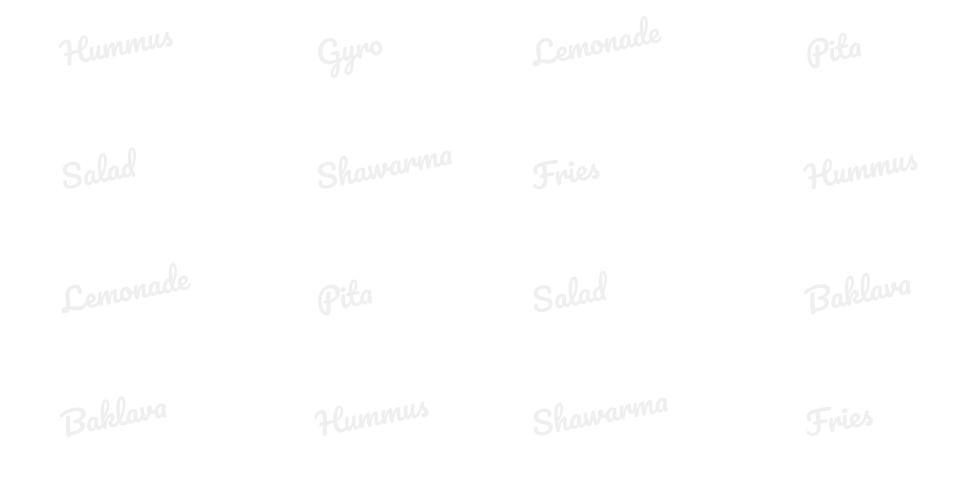 Hummus Gyro Lemonade Pita
Salad Shawarma Fries Hummus
Lemonade Pita Salad Baklava
Baklava Hummus Shawarma Fries